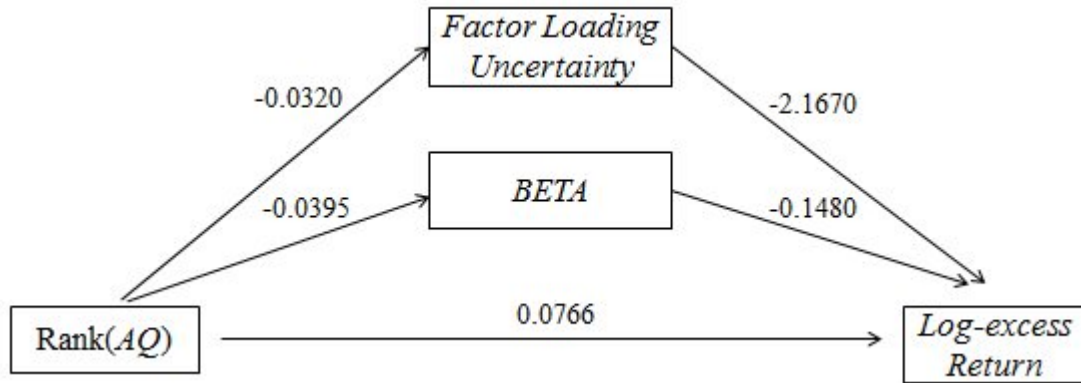 Factor Loading
Uncertainty
-0.0320
-2.1670
BETA
-0.0395
-0.1480
0.0766
Rank(AQ)
Log-excess
Return